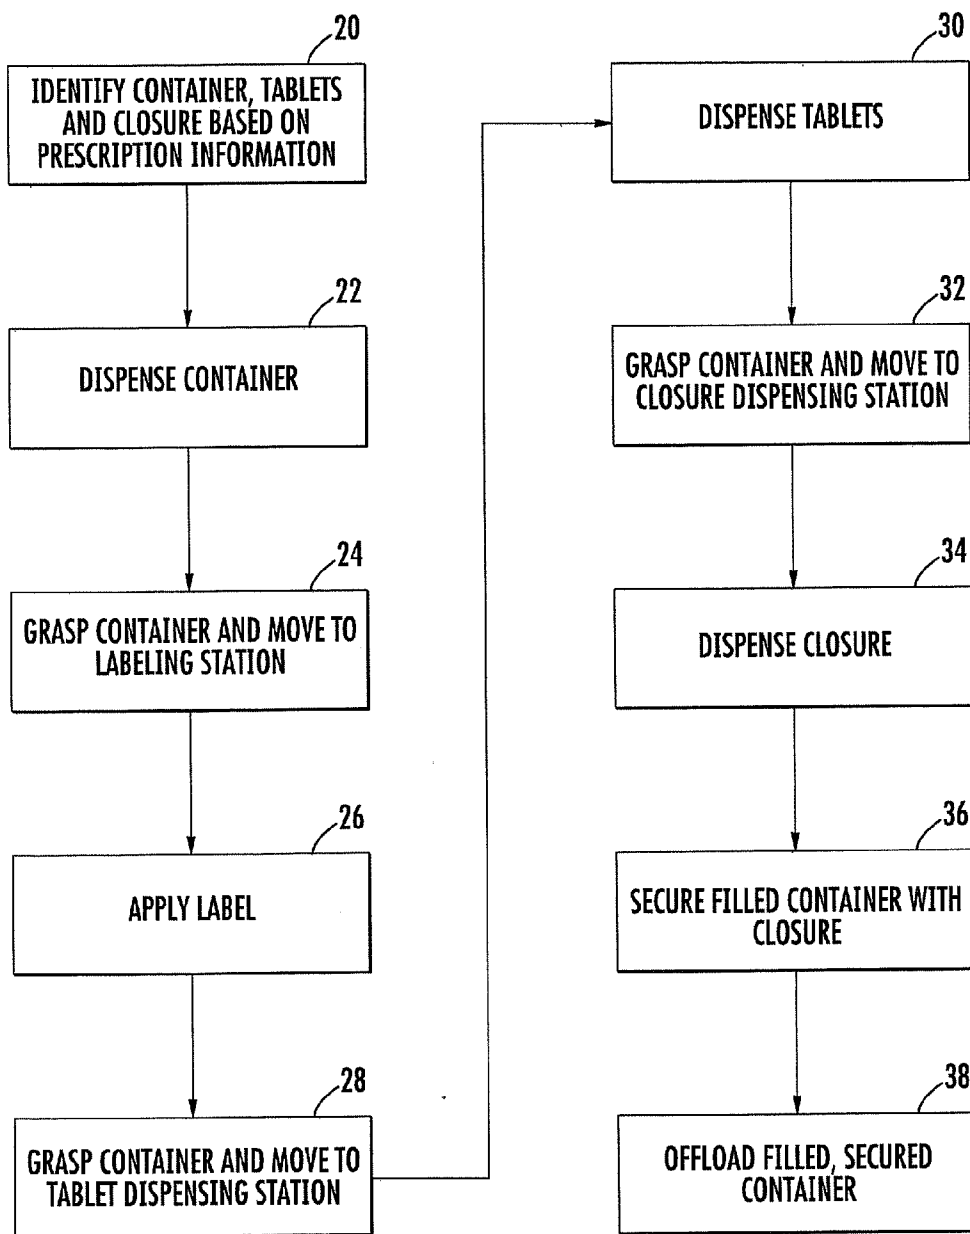 20
IDENTIFY CONTAINER, TABLETS
AND CLOSURE BASED ON
PRESCRIPTION INFORMATION
22
DISPENSE CONTAINER
24
GRASP CONTAINER AND MOVE TO
LABELING STATION
26
APPLY LABEL
28
GRASP CONTAINER AND MOVE TO
TABLET DISPENSING STATION
30
DISPENSE TABLETS
32
GRASP CONTAINER AND MOVE TO
CLOSURE DISPENSING STATION
34
DISPENSE CLOSURE
36
SECURE FILLED CONTAINER WITH
CLOSURE
38
OFFLOAD FILLED, SECURED
CONTAINER